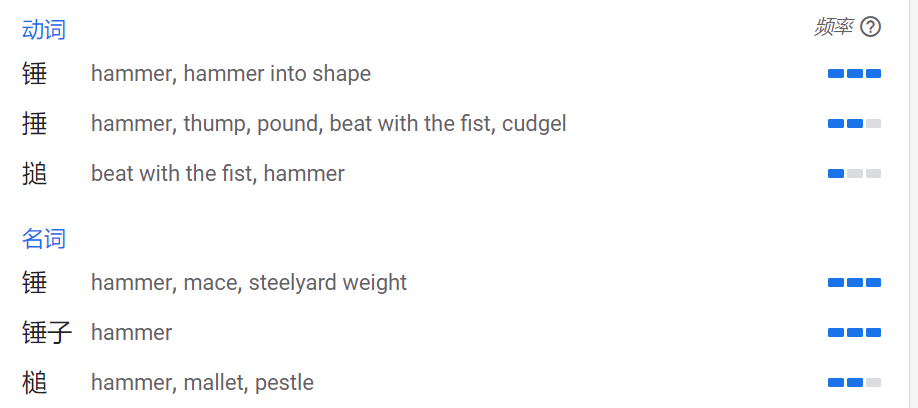 动词 频率
锤 hammer, hammer into shape
捶 hammer, thump, pound, beat with the fist, cudgel
搥 beat with the fist, hammer
名词
锤 hammer, mace, steelyard weight
锤子 hammer
槌 hammer, mallet, pestle